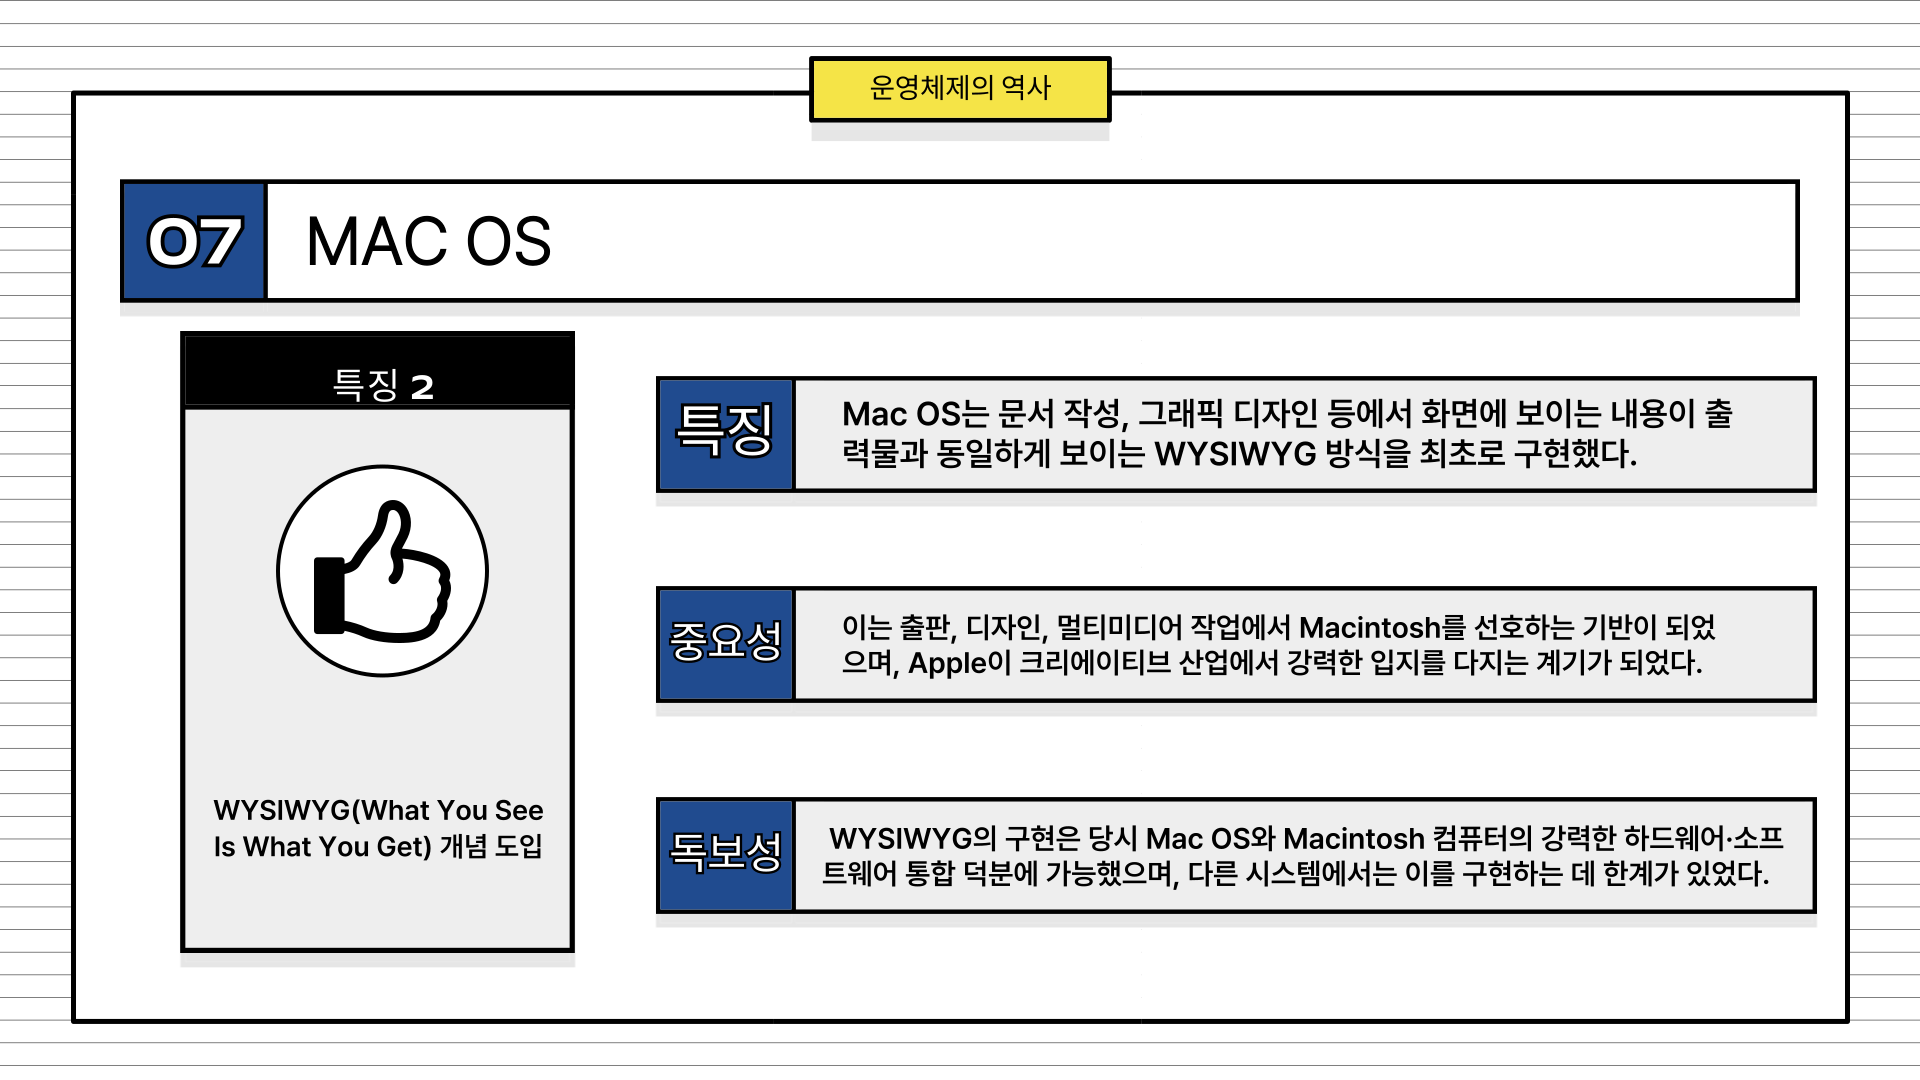 운영체제의 역사
07
MAC OS
특징 2
WYSIWYG(What You See
Is What You Get) 개념 도입
특징
Mac OS는 문서 작성, 그래픽 디자인 등에서 화면에 보이는 내용이 출
력물과 동일하게 보이는 WYSIWYG 방식을 최초로 구현했다.
중요성
이는 출판, 디자인, 멀티미디어 작업에서 Macintosh를 선호하는 기반이 되었
으며, Apple이 크리에이티브 산업에서 강력한 입지를 다지는 계기가 되었다.
독보성
WYSIWYG의 구현은 당시 Mac OS와 Macintosh 컴퓨터의 강력한 하드웨어·소프
트웨어 통합 덕분에 가능했으며, 다른 시스템에서는 이를 구현하는 데 한계가 있었다.